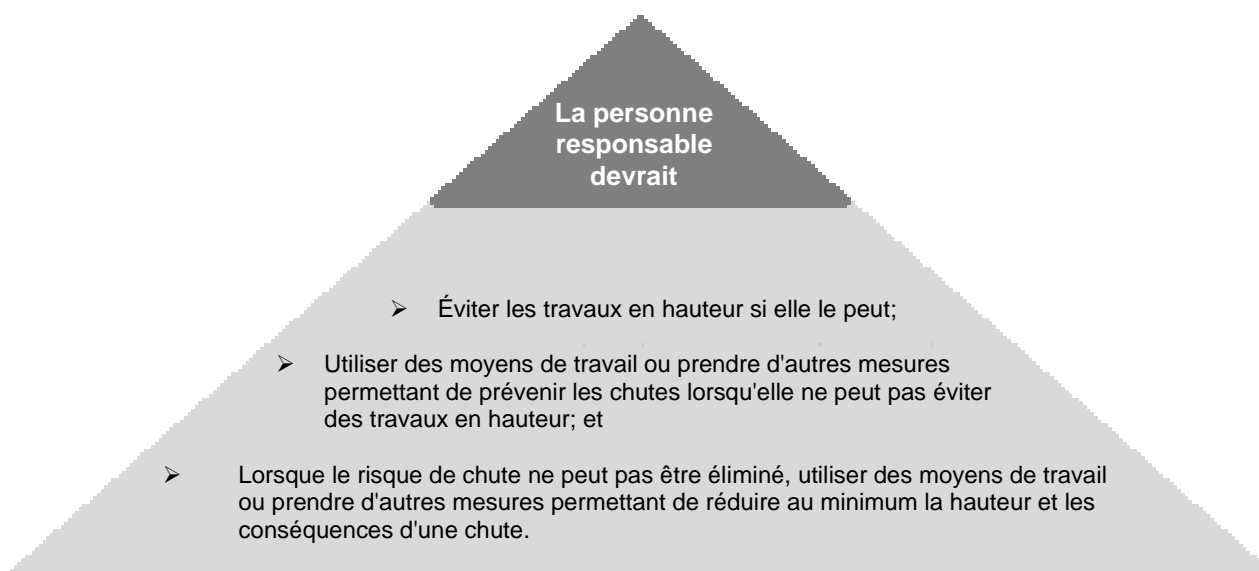 La personne
responsable
devrait
➢ Éviter les travaux en hauteur si elle le peut;
➢ Utiliser des moyens de travail ou prendre d'autres mesures
permettant de prévenir les chutes lorsqu'elle ne peut pas éviter
des travaux en hauteur; et
➢ Lorsque le risque de chute ne peut pas être éliminé, utiliser des moyens de travail
ou prendre d'autres mesures permettant de réduire au minimum la hauteur et les
conséquences d'une chute.